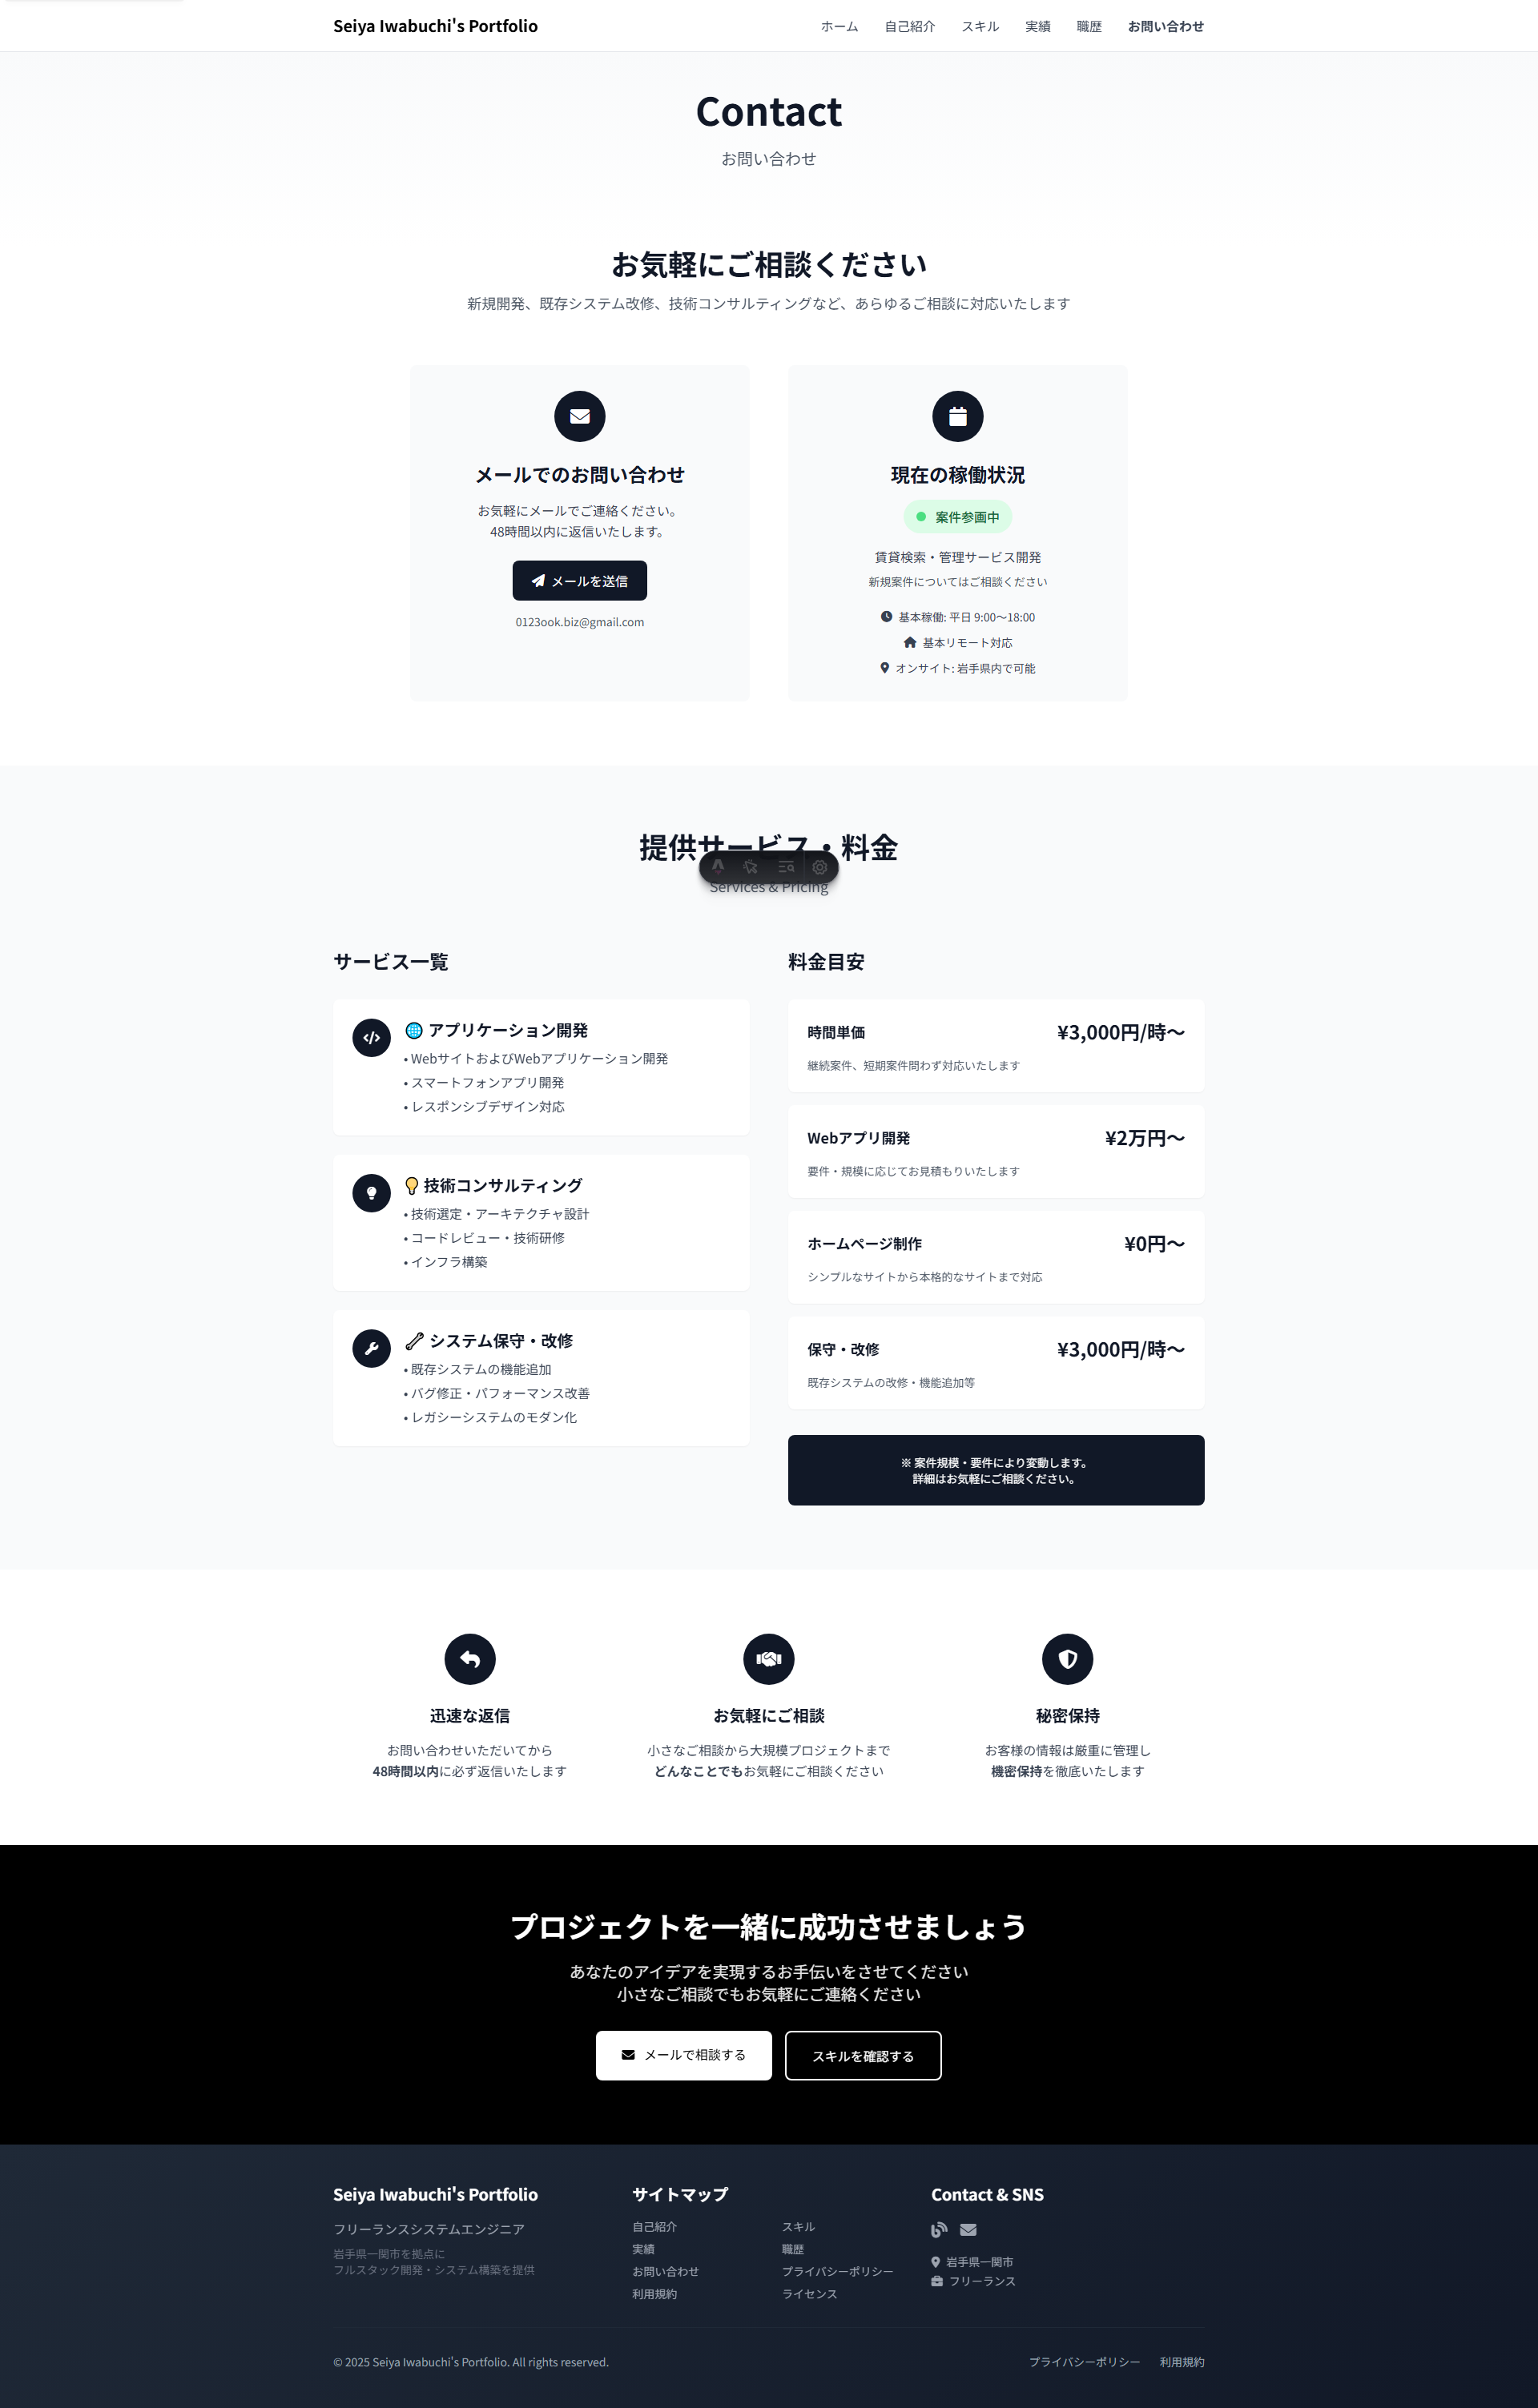 Seiya Iwabuchi's Portfolio
ホーム 自己紹介 スキル 実績 職歴 お問い合わせ
Contact
お問い合わせ
お気軽にご相談ください
新規開発、既存システム改修、技術コンサルティングなど、あらゆるご相談に対応いたします
メールでのお問い合わせ
お気軽にメールでご連絡ください。
48時間以内に返信いたします。
メールを送信
0123ook.biz@gmail.com
現在の稼働状況
案件参画中
賃貸検索・管理サービス開発
新規案件についてはご相談ください
基本稼働: 平日 9:00〜18:00
基本リモート対応
オンサイト: 岩手県内で可能
提供サービス・料金
Services & Pricing
サービス一覧
🌐 アプリケーション開発
• WebサイトおよびWebアプリケーション開発
• スマートフォンアプリ開発
• レスポンシブデザイン対応
💡 技術コンサルティング
• 技術選定・アーキテクチャ設計
• コードレビュー・技術研修
• インフラ構築
🔧 システム保守・改修
• 既存システムの機能追加
• バグ修正・パフォーマンス改善
• レガシーシステムのモダン化
料金目安
時間単価 ¥3,000円/時〜
継続案件、短期案件問わず対応いたします
Webアプリ開発 ¥2万円〜
要件・規模に応じてお見積もりいたします
ホームページ制作 ¥0円〜
シンプルなサイトから本格的なサイトまで対応
保守・改修 ¥3,000円/時〜
既存システムの改修・機能追加等
※ 案件規模・要件により変動します。
詳細はお気軽にご相談ください。
迅速な返信
お問い合わせいただいてから
48時間以内に必ず返信いたします
お気軽にご相談
小さなご相談から大規模プロジェクトまで
どんなことでもお気軽にご相談ください
秘密保持
お客様の情報は厳重に管理し
機密保持を徹底いたします
プロジェクトを一緒に成功させましょう
あなたのアイデアを実現するお手伝いをさせてください
小さなご相談でもお気軽にご連絡ください
メールで相談する
スキルを確認する
Seiya Iwabuchi's Portfolio
フリーランスシステムエンジニア
岩手県一関市を拠点に
フルスタック開発・システム構築を提供
サイトマップ
自己紹介 スキル
実績 職歴
お問い合わせ プライバシーポリシー
利用規約 ライセンス
Contact & SNS
岩手県一関市
フリーランス
© 2025 Seiya Iwabuchi's Portfolio. All rights reserved.
プライバシーポリシー 利用規約